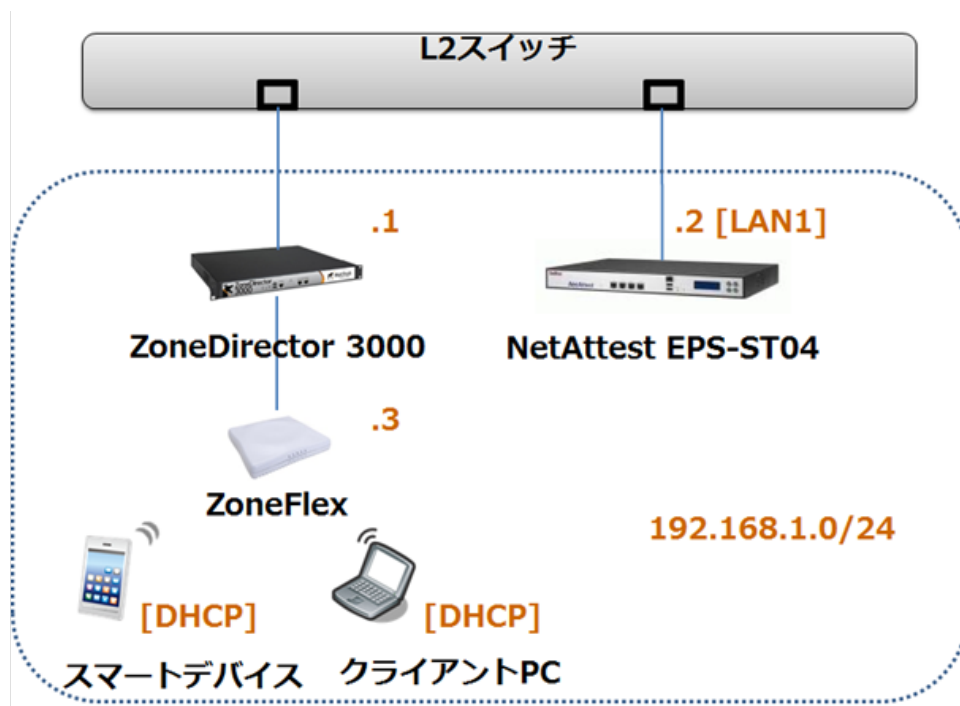 L2スイッチ
.1
.2 [LAN1]
ZoneDirector 3000
NetAttest EPS-ST04
.3
ZoneFlex
192.168.1.0/24
[DHCP]
[DHCP]
スマートデバイス
クライアントPC